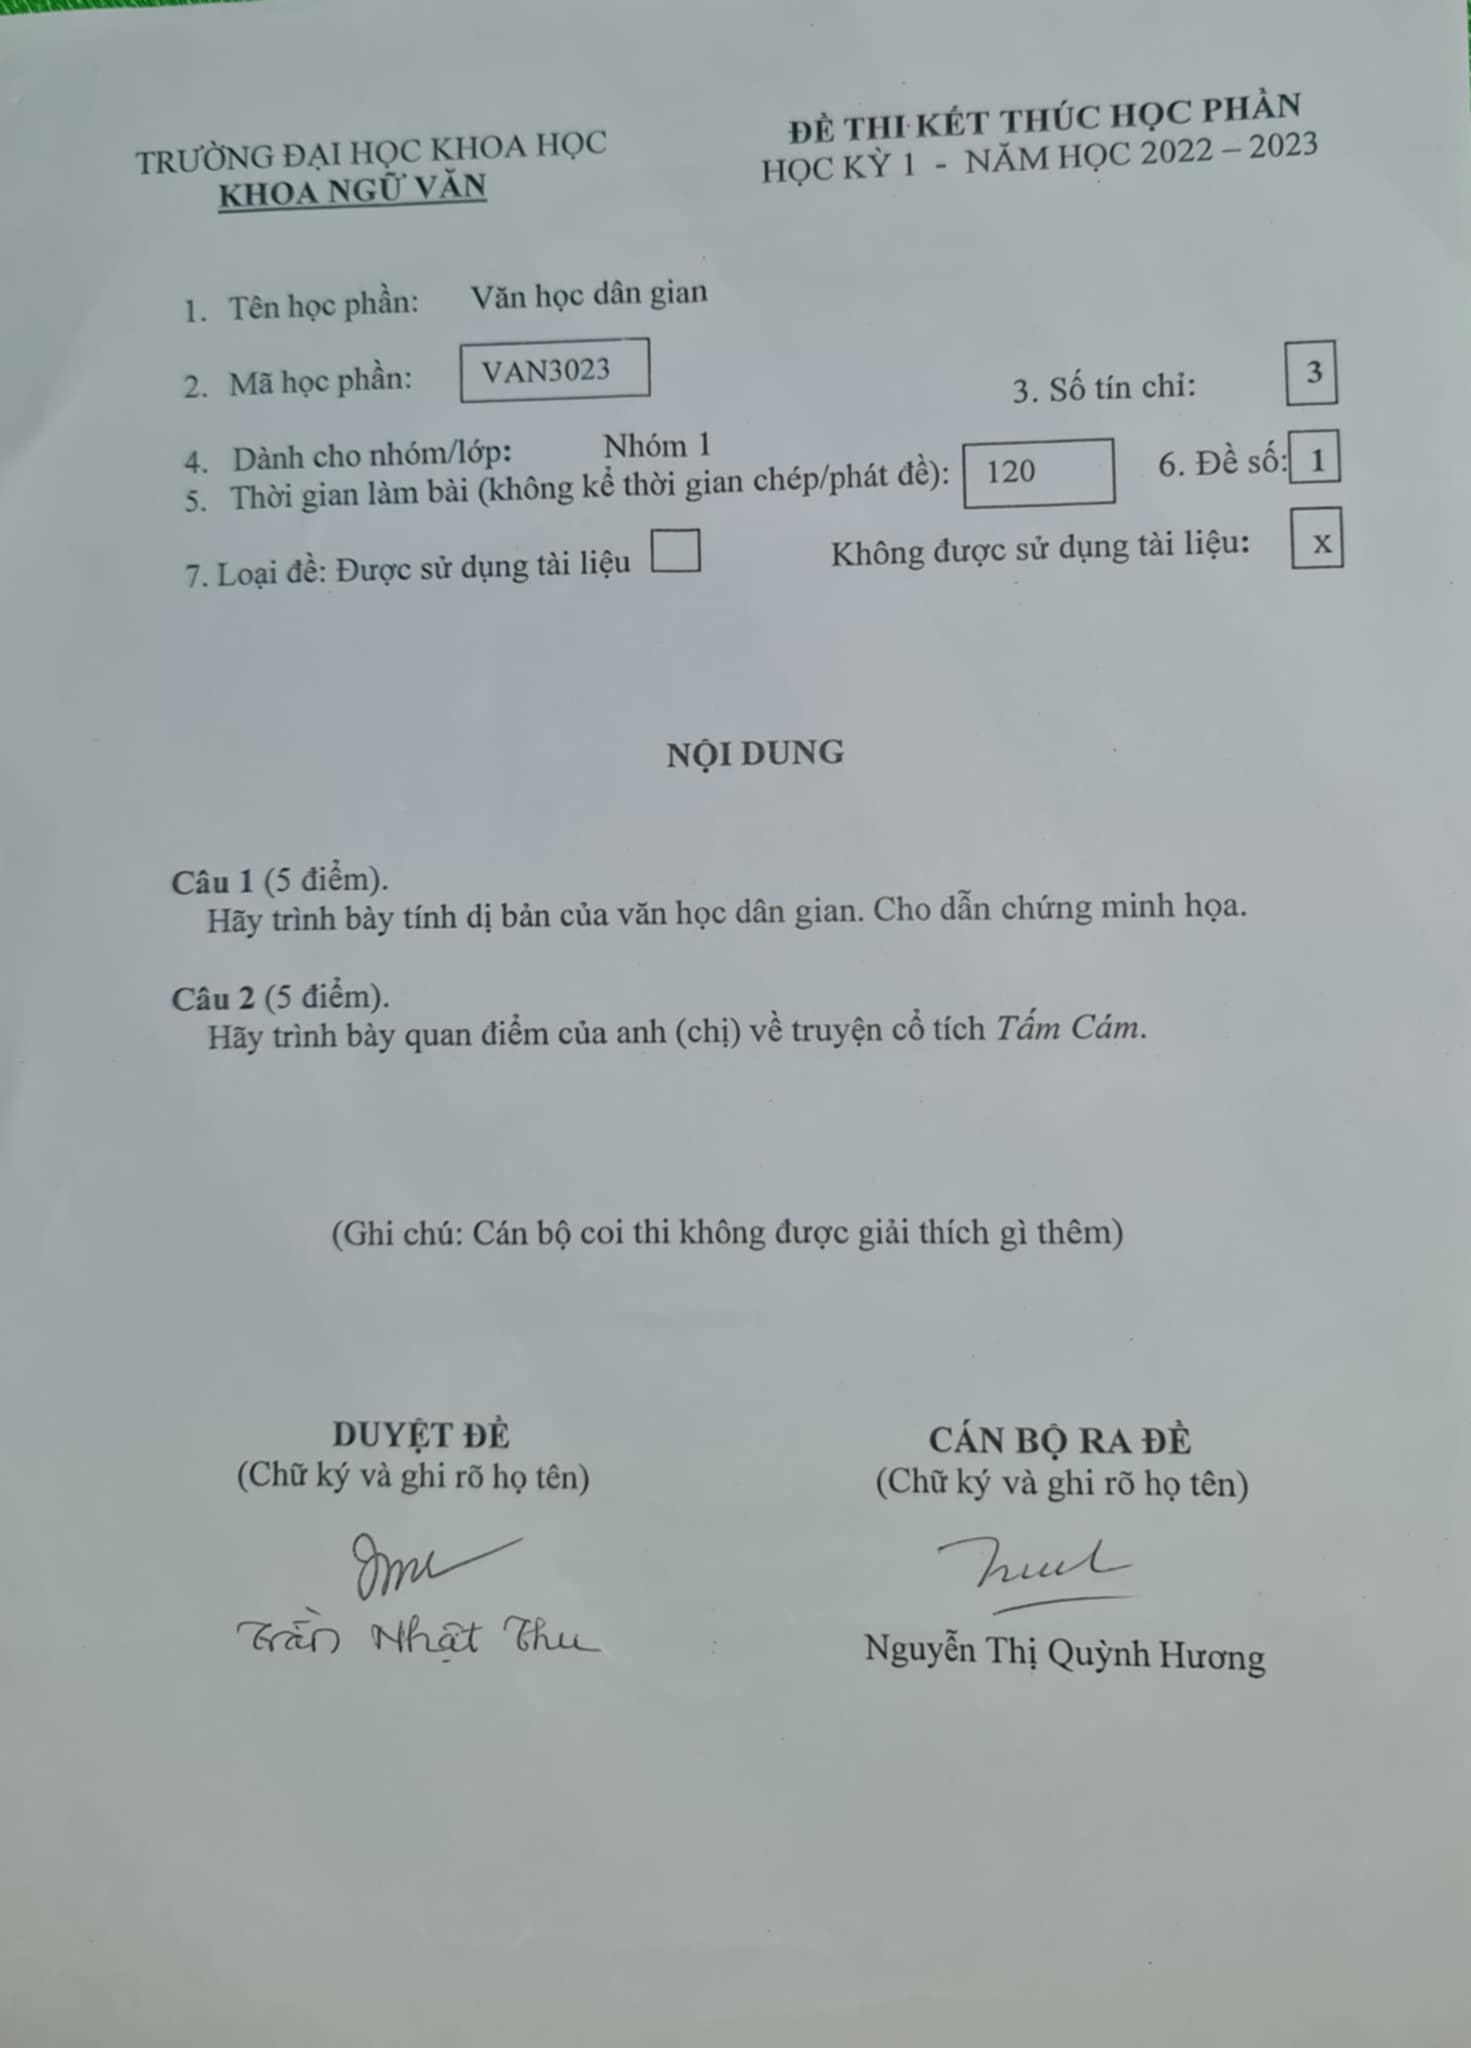 TRƯỜNG ĐẠI HỌC KHOA HỌC
KHOA NGỮ VĂN
ĐỀ THI KẾT THÚC HỌC PHẦN
HỌC KỲ 1 - NĂM HỌC 2022 – 2023
1. Tên học phần: Văn học dân gian
2. Mã học phần: VAN3023
3. Số tín chỉ: 3
4. Dành cho nhóm/lớp: Nhóm 1
5. Thời gian làm bài (không kể thời gian chép/phát đề): 120
6. Đề số: 1
7. Loại đề: Được sử dụng tài liệu
Không được sử dụng tài liệu: x
NỘI DUNG
Câu 1 (5 điểm).
Hãy trình bày tính dị bản của văn học dân gian. Cho dẫn chứng minh họa.
Câu 2 (5 điểm).
Hãy trình bày quan điểm của anh (chị) về truyện cổ tích Tấm Cám.
(Ghi chú: Cán bộ coi thi không được giải thích gì thêm)
DUYỆT ĐỀ
(Chữ ký và ghi rõ họ tên)
Trần Nhật Thu
CÁN BỘ RA ĐỀ
(Chữ ký và ghi rõ họ tên)
Nguyễn Thị Quỳnh Hương